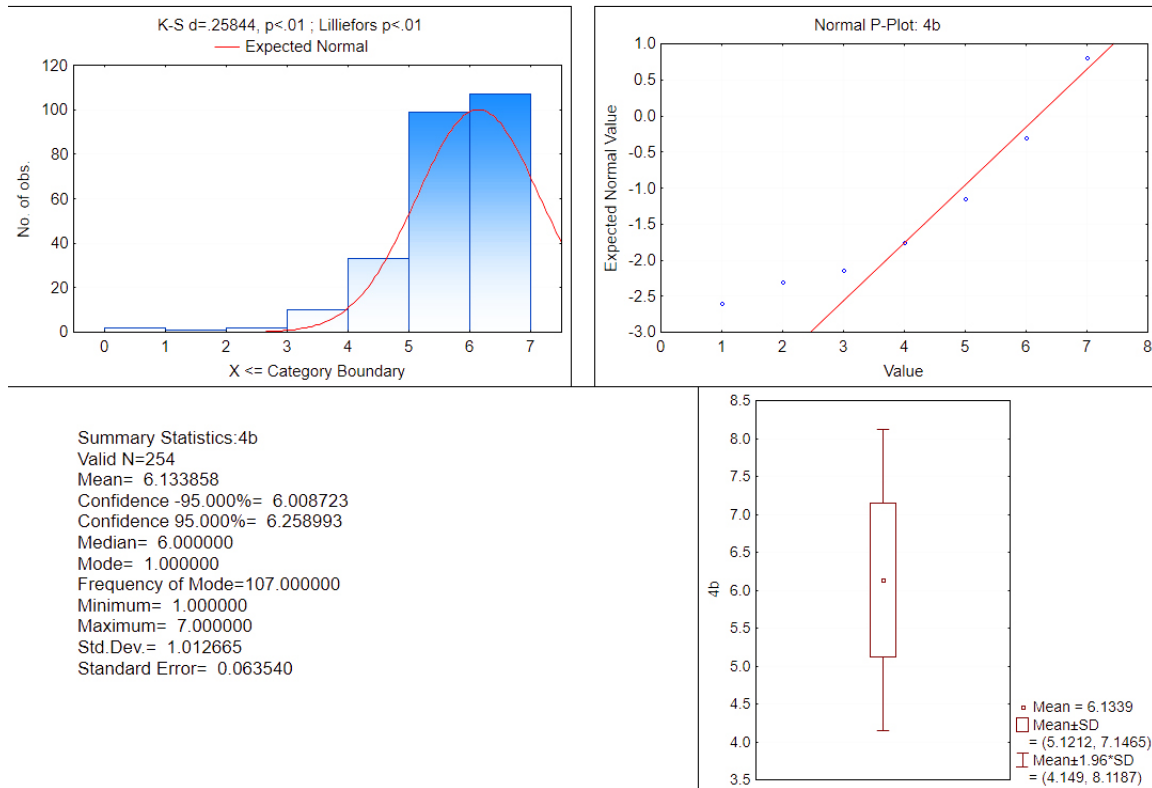 K-S d=.25844, p<.01 ; Lilliefors p<.01
Expected Normal
120
100
80
60
40
20
0
No. of obs.
0 1 2 3 4 5 6 7
X <= Category Boundary
Normal P-Plot: 4b
1.0
0.5
0.0
-0.5
-1.0
-1.5
-2.0
-2.5
-3.0
Expected Normal Value
0 1 2 3 4 5 6 7 8
Value
Summary Statistics:4b
Valid N=254
Mean= 6.133858
Confidence -95.000%= 6.008723
Confidence 95.000%= 6.258993
Median= 6.000000
Mode= 1.000000
Frequency of Mode=107.000000
Minimum= 1.000000
Maximum= 7.000000
Std.Dev.= 1.012665
Standard Error= 0.063540
8.5
8.0
7.5
7.0
6.5
6.0
5.5
5.0
4.5
4.0
3.5
4b
Mean = 6.1339
Mean±SD
= (5.1212, 7.1465)
Mean±1.96*SD
= (4.149, 8.1187)